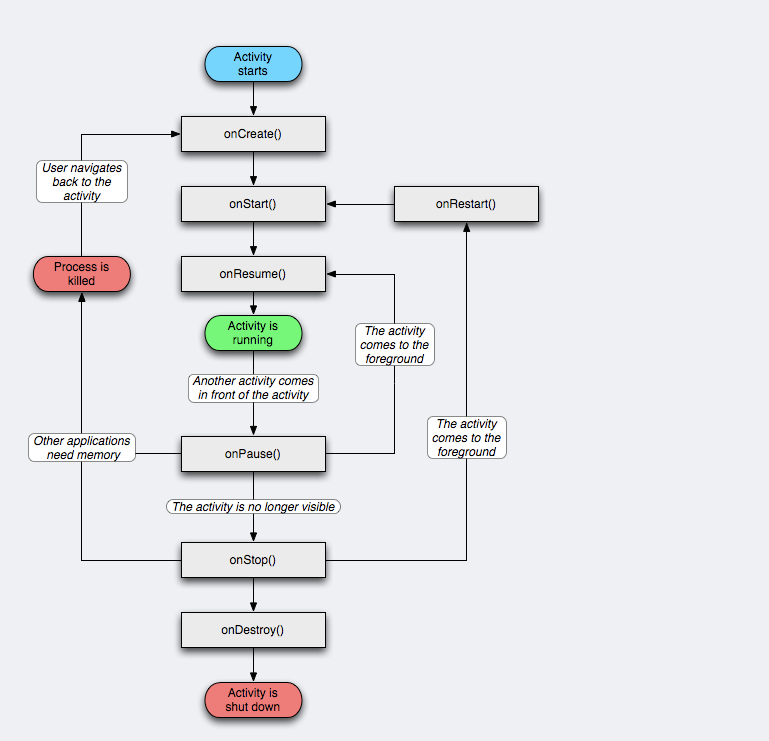 Activity
starts
onCreate()
User navigates
back to the
activity
onStart()
onRestart()
Process is
killed
onResume()
Activity is
running
The activity
comes to the
foreground
Another activity comes
in front of the activity
The activity
comes to the
foreground
Other applications
need memory
onPause()
The activity is no longer visible
onStop()
onDestroy()
Activity is
shut down